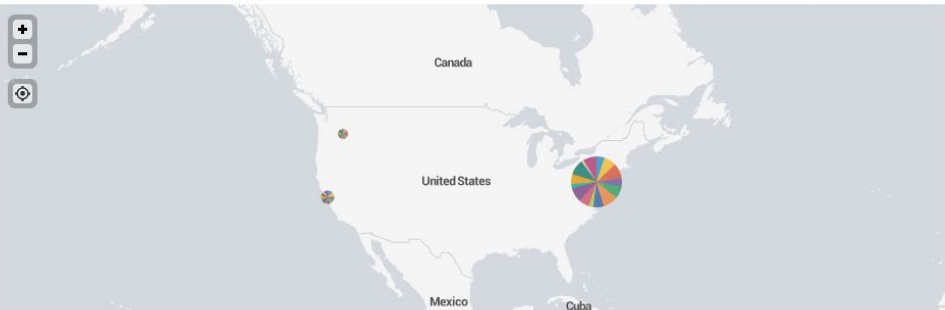 +
−
Canada
United States
Mexico
Cuba